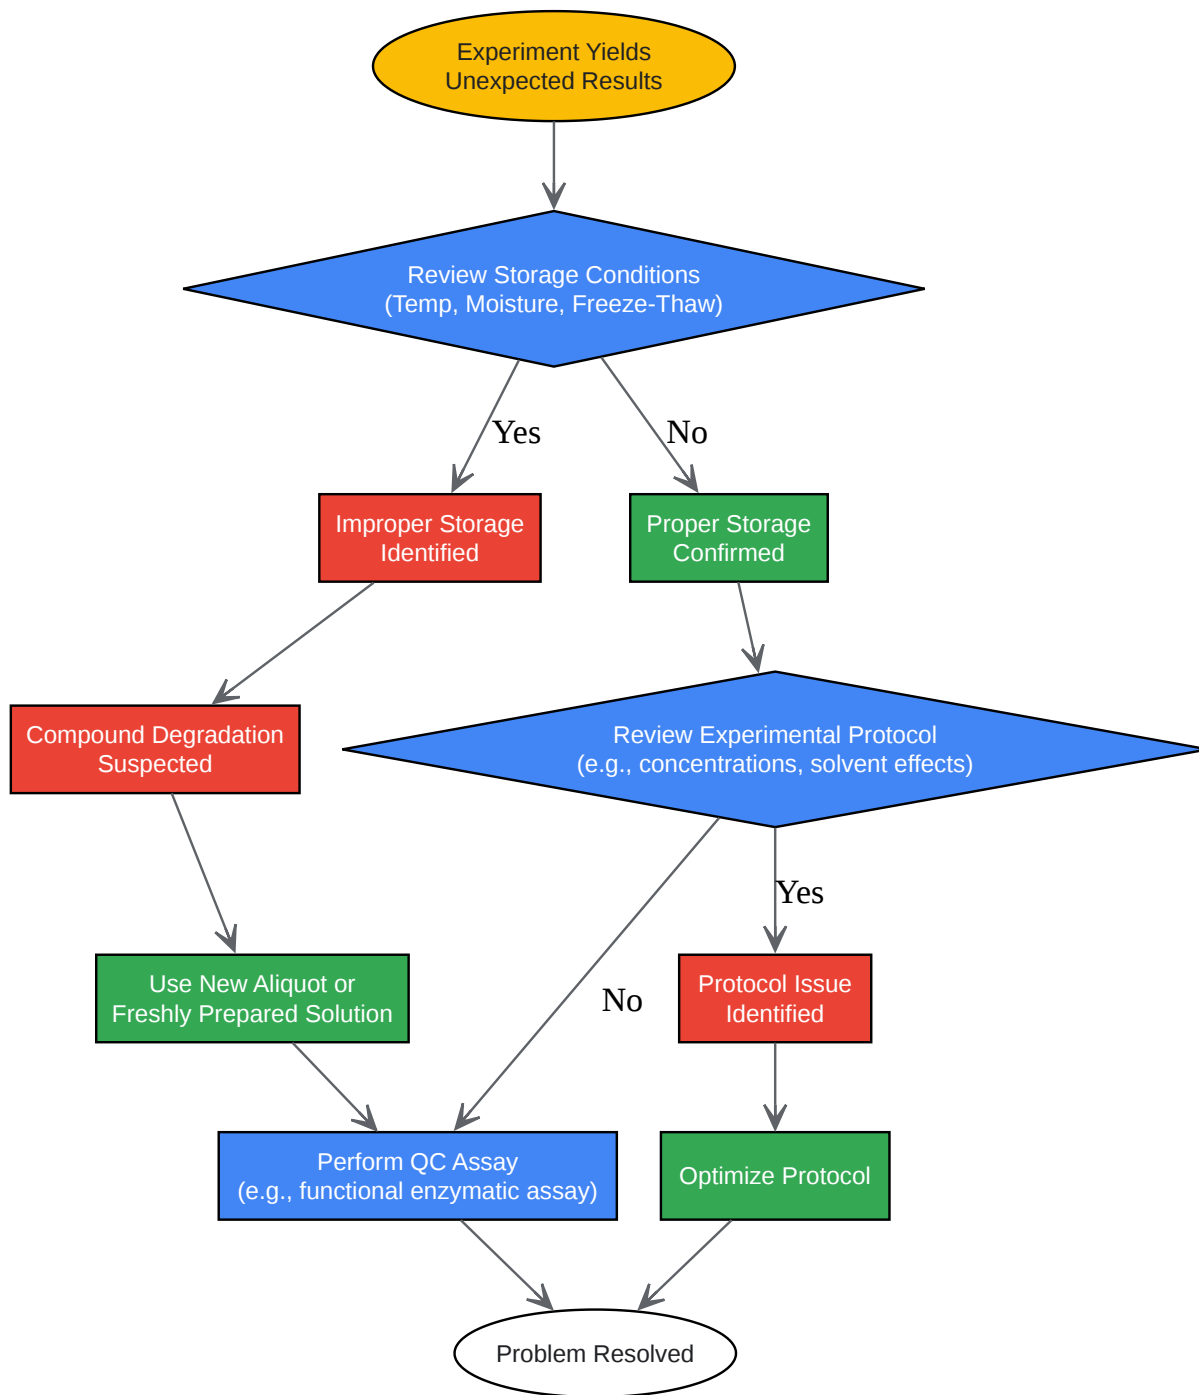 Experiment Yields
Unexpected Results
Review Storage Conditions
(Temp, Moisture, Freeze-Thaw)
Yes
No
Improper Storage
Identified
Proper Storage
Confirmed
Compound Degradation
Suspected
Review Experimental Protocol
(e.g., concentrations, solvent effects)
Yes
No
Use New Aliquot or
Freshly Prepared Solution
Protocol Issue
Identified
Perform QC Assay
(e.g., functional enzymatic assay)
Optimize Protocol
Problem Resolved